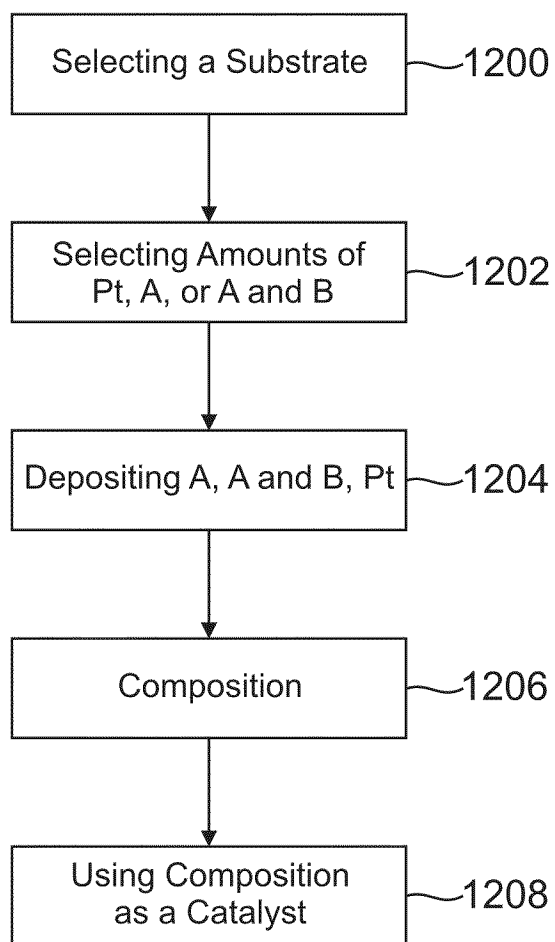 Selecting a Substrate
1200
Selecting Amounts of
Pt, A, or A and B
1202
Depositing A, A and B, Pt
1204
Composition
1206
Using Composition
as a Catalyst
1208